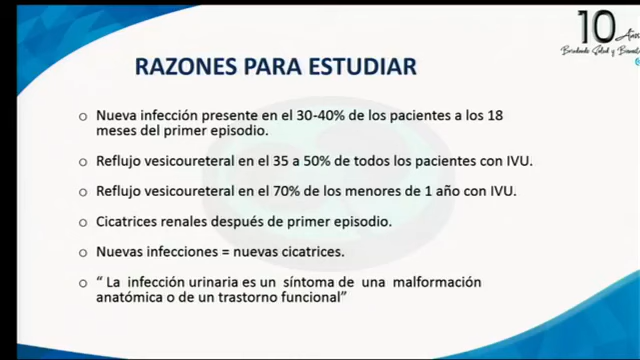 10 Años
RAZONES PARA ESTUDIAR
Nueva infección presente en el 30-40% de los pacientes a los 18
meses del primer episodio.
Reflujo vesicoureteral en el 35 a 50% de todos los pacientes con IVU.
Reflujo vesicoureteral en el 70% de los menores de 1 año con IVU.
Cicatrices renales después de primer episodio.
Nuevas infecciones = nuevas cicatrices.
“ La infección urinaria es un síntoma de una malformación
anatómica o de un trastorno funcional”